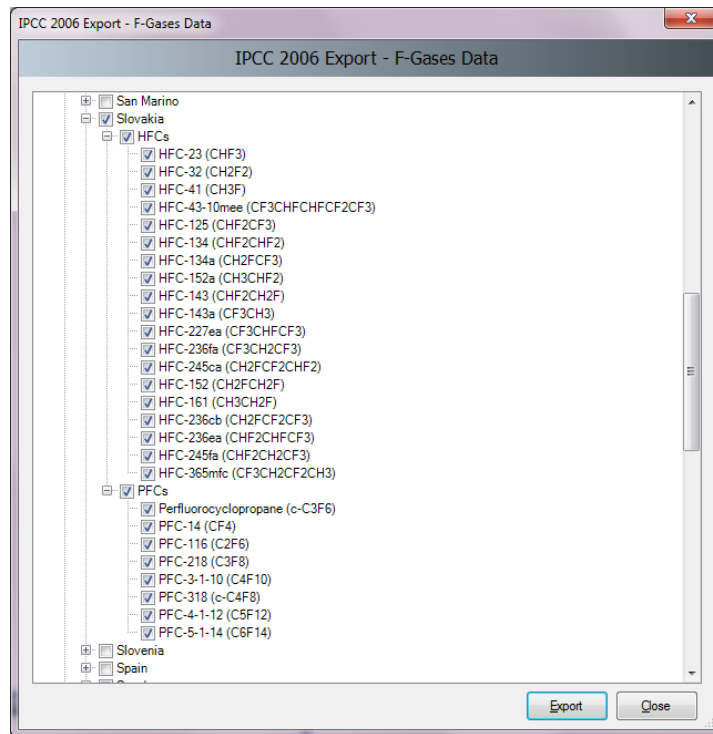 IPCC 2006 Export - F-Gases Data
IPCC 2006 Export - F-Gases Data
San Marino
Slovakia
HFCs
HFC-23 (CHF3)
HFC-32 (CH2F2)
HFC-41 (CH3F)
HFC-43-10mee (CF3CHFCHFCF2CF3)
HFC-125 (CHF2CF3)
HFC-134 (CHF2CHF2)
HFC-134a (CH2FCF3)
HFC-152a (CH3CHF2)
HFC-143 (CHF2CH2F)
HFC-143a (CF3CH3)
HFC-227ea (CF3CHFCF3)
HFC-236fa (CF3CH2CF3)
HFC-245ca (CH2FCF2CHF2)
HFC-152 (CH2FCH2F)
HFC-161 (CH3CH2F)
HFC-236cb (CH2FCF2CF3)
HFC-236ea (CHF2CHFCF3)
HFC-245fa (CHF2CH2CF3)
HFC-365mfc (CF3CH2CF2CH3)
PFCs
Perfluorocyclopropane (c-C3F6)
PFC-14 (CF4)
PFC-116 (C2F6)
PFC-218 (C3F8)
PFC-3-1-10 (C4F10)
PFC-318 (c-C4F8)
PFC-4-1-12 (C5F12)
PFC-5-1-14 (C6F14)
Slovenia
Spain
Export Close